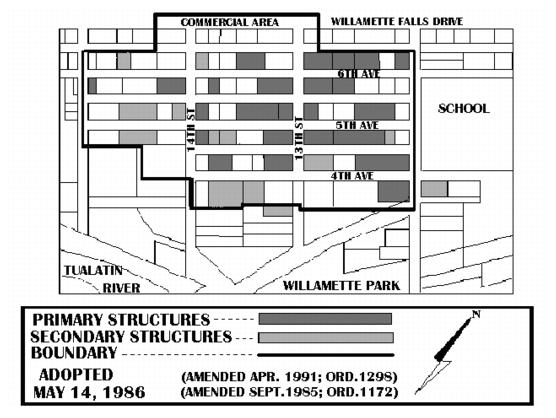 COMMERCIAL AREA
WILLAMETTE FALLS DRIVE
6TH AVE
SCHOOL
14TH ST
13TH ST
5TH AVE
4TH AVE
TUALATIN
RIVER
WILLAMETTE PARK
PRIMARY STRUCTURES
SECONDARY STRUCTURES
BOUNDARY
N
ADOPTED
MAY 14, 1986
(AMENDED APR. 1991; ORD.1298)
(AMENDED SEPT.1985; ORD.1172)